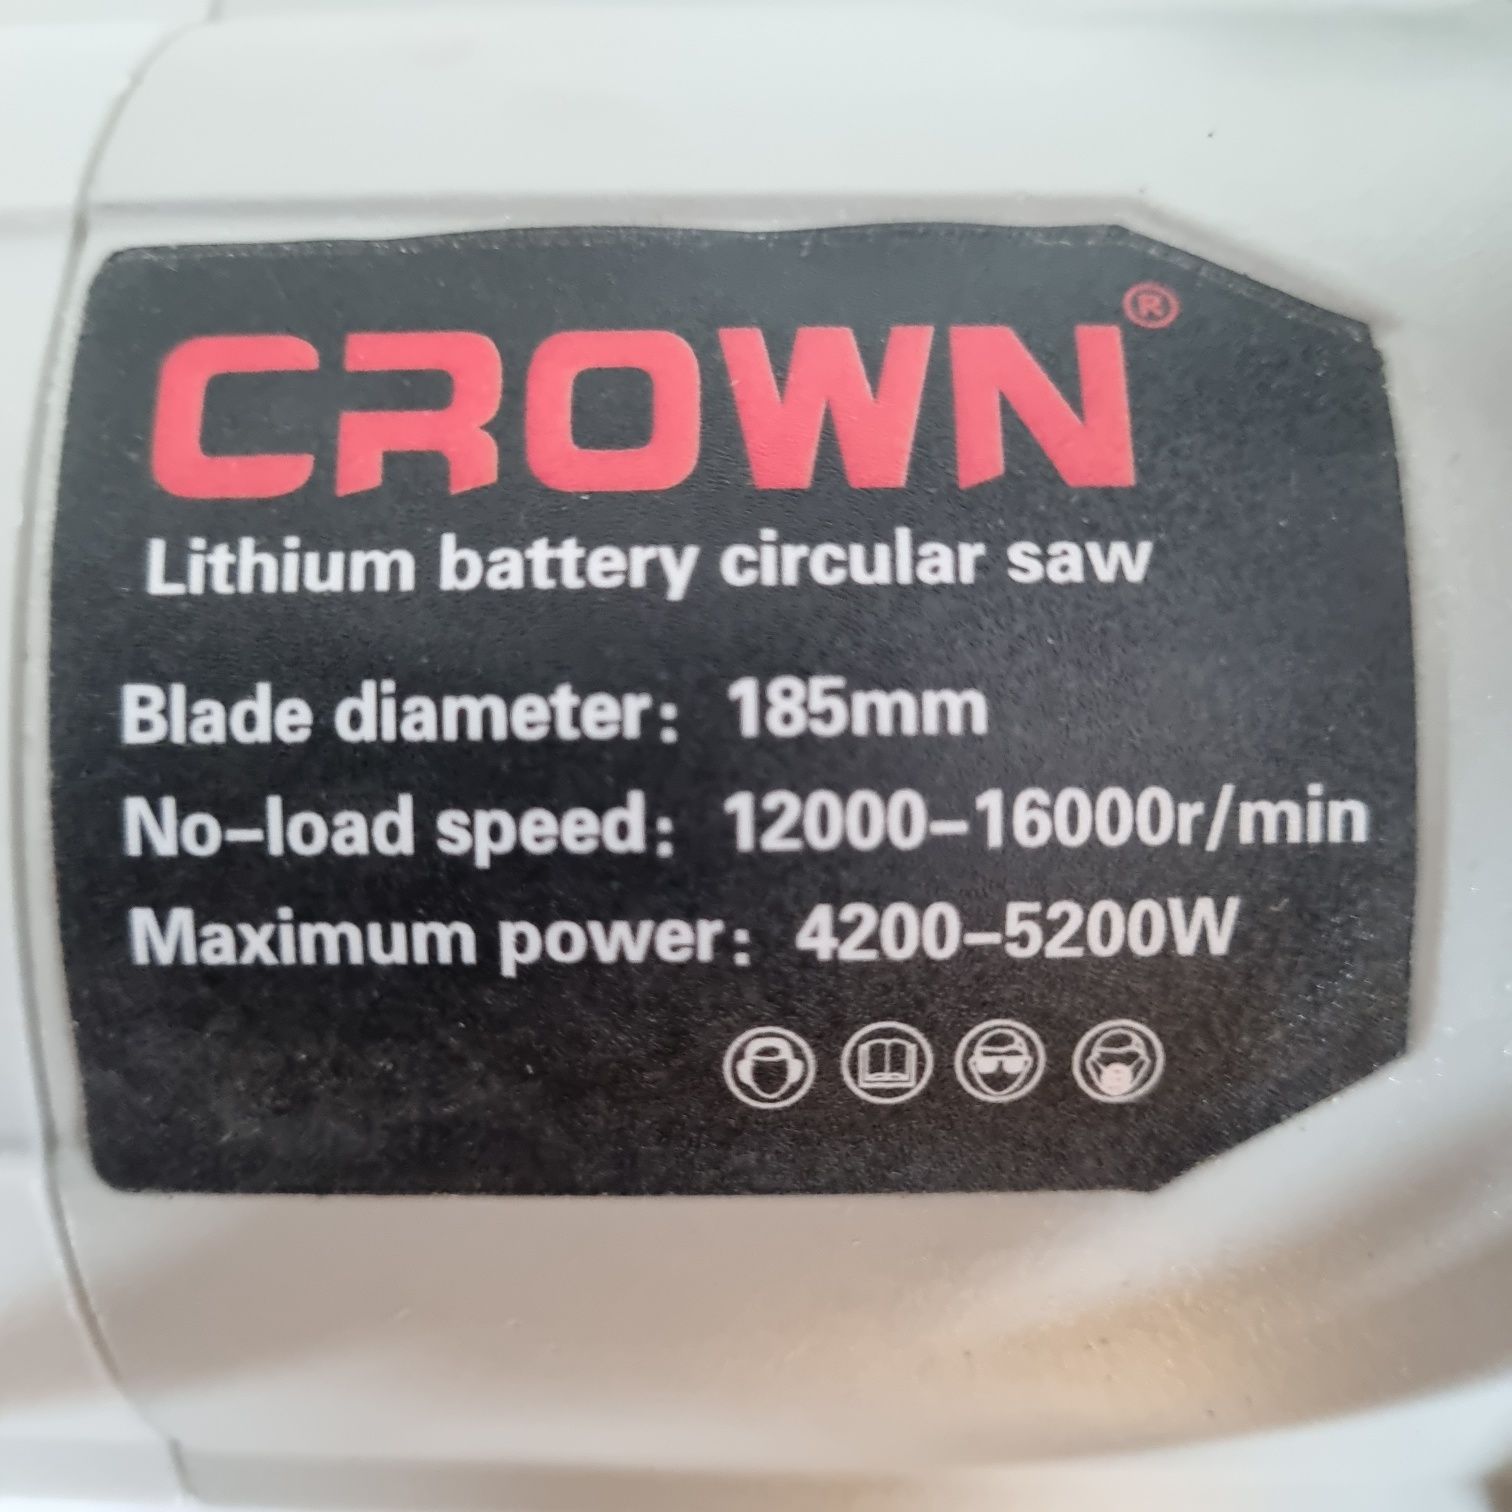 CROWN®
Lithium battery circular saw
Blade diameter: 185mm
No-load speed: 12000-16000r/min
Maximum power: 4200-5200W